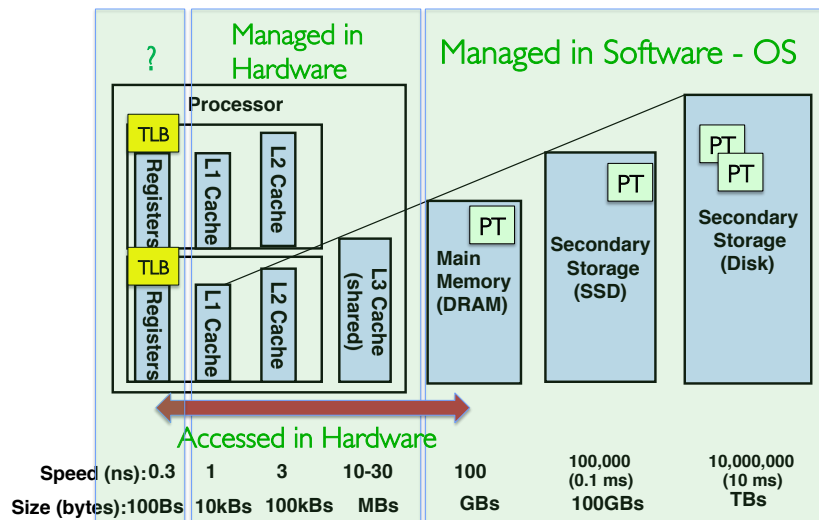 ?
Managed in
Hardware
Managed in Software - OS
Processor
TLB
Registers
L1 Cache
L2 Cache
TLB
Registers
L1 Cache
L2 Cache
L3 Cache
(shared)
PT
Main
Memory
(DRAM)
PT
Secondary
Storage
(SSD)
PT
PT
Secondary
Storage
(Disk)
Accessed in Hardware
Speed (ns): 0.3 1 3 10-30 100 100,000 10,000,000
(0.1 ms) (10 ms)
Size (bytes): 100Bs 10kBs 100kBs MBs GBs 100GBs TBs